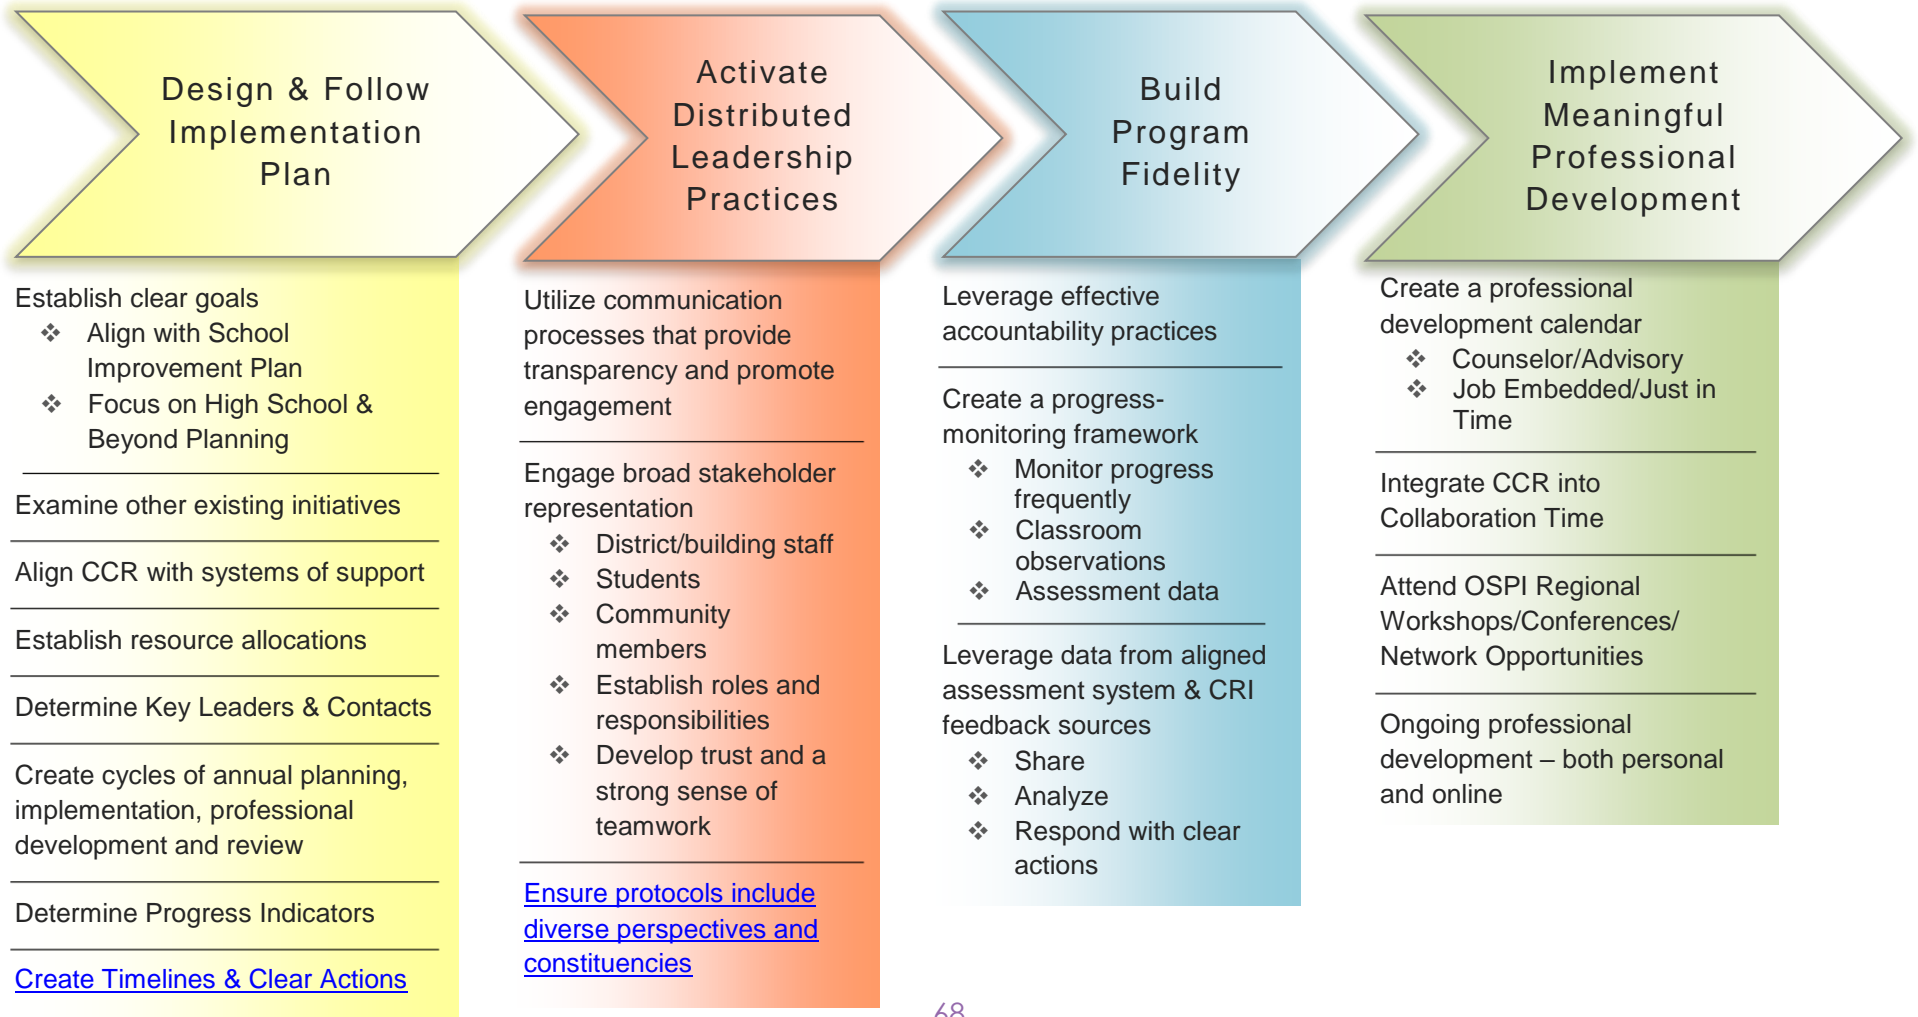 Design & Follow
Implementation
Plan
Establish clear goals
❖ Align with School
Improvement Plan
❖ Focus on High School &
Beyond Planning
Examine other existing initiatives
Align CCR with systems of support
Establish resource allocations
Determine Key Leaders & Contacts
Create cycles of annual planning,
implementation, professional
development and review
Determine Progress Indicators
Create Timelines & Clear Actions
Activate
Distributed
Leadership
Practices
Utilize communication
processes that provide
transparency and promote
engagement
Engage broad stakeholder
representation
❖ District/building staff
❖ Students
❖ Community
members
❖ Establish roles and
responsibilities
❖ Develop trust and a
strong sense of
teamwork
Ensure protocols include
diverse perspectives and
constituencies
Build
Program
Fidelity
Leverage effective
accountability practices
Create a progress-
monitoring framework
❖ Monitor progress
frequently
❖ Classroom
observations
❖ Assessment data
Leverage data from aligned
assessment system & CRI
feedback sources
❖ Share
❖ Analyze
❖ Respond with clear
actions
Implement
Meaningful
Professional
Development
Create a professional
development calendar
❖ Counselor/Advisory
❖ Job Embedded/Just in
Time
Integrate CCR into
Collaboration Time
Attend OSPI Regional
Workshops/Conferences/
Network Opportunities
Ongoing professional
development – both personal
and online
68